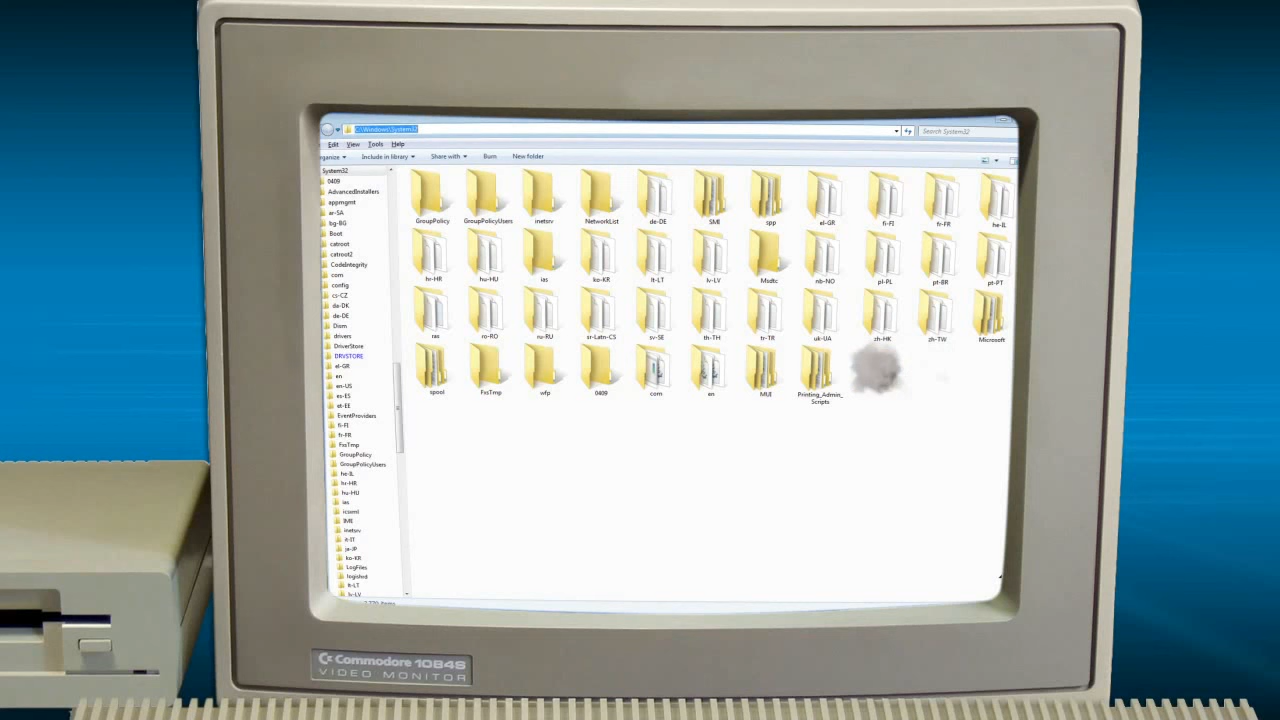 C:\Windows\System32
Search System32
Edit View Tools Help
rganize Include in library Share with Burn New folder
System32
0409
AdvancedInstallers
appmgmt
ar-SA
bg-BG
Boot
catroot
catroot2
CodeIntegrity
com
config
cs-CZ
da-DK
de-DE
Dism
drivers
DriverStore
DRVSTORE
el-GR
en
en-US
es-ES
et-EE
EventProviders
fi-FI
fr-FR
FxsTmp
GroupPolicy
GroupPolicyUsers
he-IL
hr-HR
hu-HU
ias
icsxml
IME
inetsrv
it-IT
ja-JP
ko-KR
LogFiles
logishrd
lt-LT
lv-LV
GroupPolicy GroupPolicyUsers inetsrv NetworkList de-DE SMI spp el-GR fi-FI fr-FR he-IL
hr-HR hu-HU ias ko-KR lt-LT lv-LV Msdtc nb-NO pl-PL pt-BR pt-PT
ras ro-RO ru-RU sr-Latn-CS sv-SE th-TH tr-TR uk-UA zh-HK zh-TW Microsoft
spool FxsTmp wfp 0409 com en MUI Printing_Admin_
Scripts
items
Commodore 1084S
VIDEO MONITOR